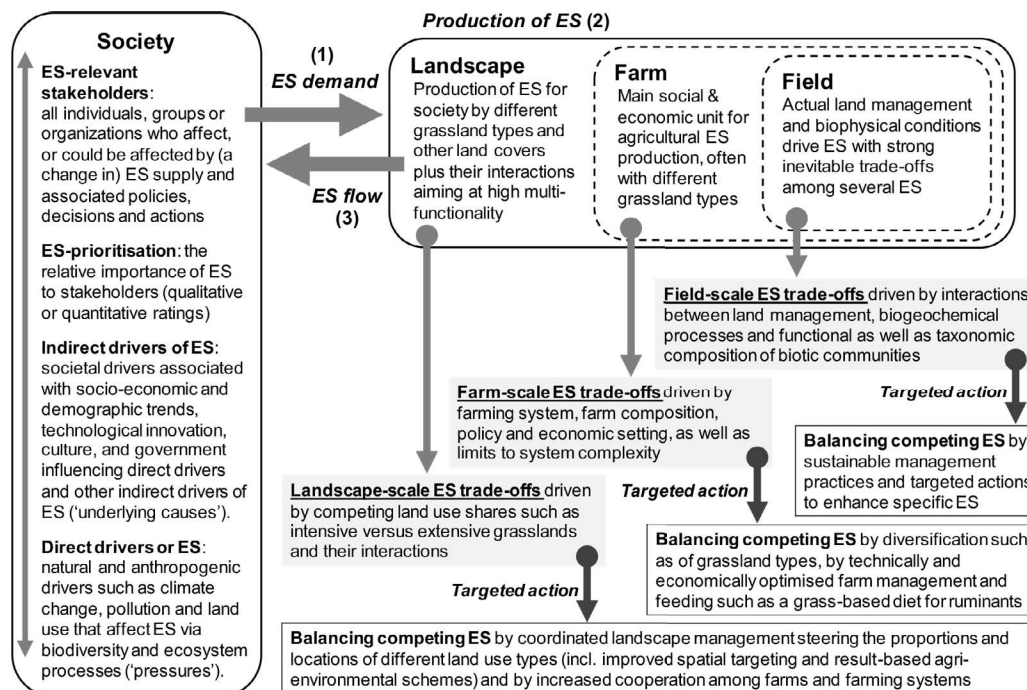 Society
ES-relevant
stakeholders:
all individuals, groups or
organizations who affect,
or could be affected by (a
change in) ES supply and
associated policies,
decisions and actions
ES-prioritisation: the
relative importance of ES
to stakeholders (qualitative
or quantitative ratings)
Indirect drivers of ES:
societal drivers associated
with socio-economic and
demographic trends,
technological innovation,
culture, and government
influencing direct drivers
and other indirect drivers of
ES (‘underlying causes’).
Direct drivers or ES:
natural and anthropogenic
drivers such as climate
change, pollution and land
use that affect ES via
biodiversity and ecosystem
processes (‘pressures’).
(1)
ES demand
ES flow
(3)
Production of ES (2)
Landscape
Production of ES for
society by different
grassland types and
other land covers
plus their interactions
aiming at high multi-
functionality
Farm
Main social &
economic unit for
agricultural ES
production, often
with different
grassland types
Field
Actual land management
and biophysical conditions
drive ES with strong
inevitable trade-offs
among several ES
Field-scale ES trade-offs driven by interactions
between land management, biogeochemical
processes and functional as well as taxonomic
composition of biotic communities
Targeted action
Balancing competing ES by
sustainable management
practices and targeted actions
to enhance specific ES
Farm-scale ES trade-offs driven by
farming system, farm composition,
policy and economic setting, as well as
limits to system complexity
Targeted action
Balancing competing ES by diversification such
as of grassland types, by technically and
economically optimised farm management and
feeding such as a grass-based diet for ruminants
Landscape-scale ES trade-offs driven
by competing land use shares such as
intensive versus extensive grasslands
and their interactions
Targeted action
Balancing competing ES by coordinated landscape management steering the proportions and
locations of different land use types (incl. improved spatial targeting and result-based agri-
environmental schemes) and by increased cooperation among farms and farming systems